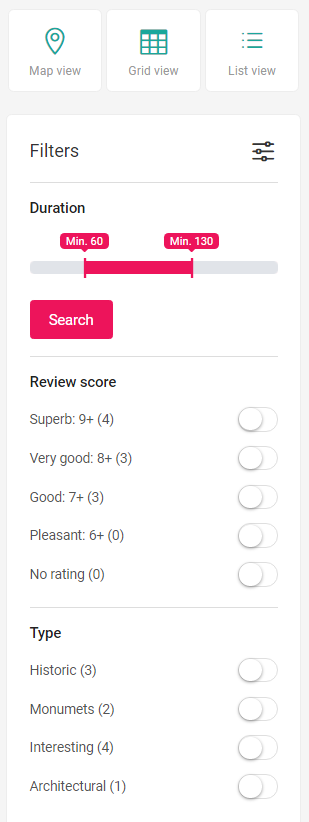 Map view
Grid view
List view
Filters
Duration
Min. 60
Min. 130
Search
Review score
Superb: 9+ (4)
Very good: 8+ (3)
Good: 7+ (3)
Pleasant: 6+ (0)
No rating (0)
Type
Historic (3)
Monumets (2)
Interesting (4)
Architectural (1)